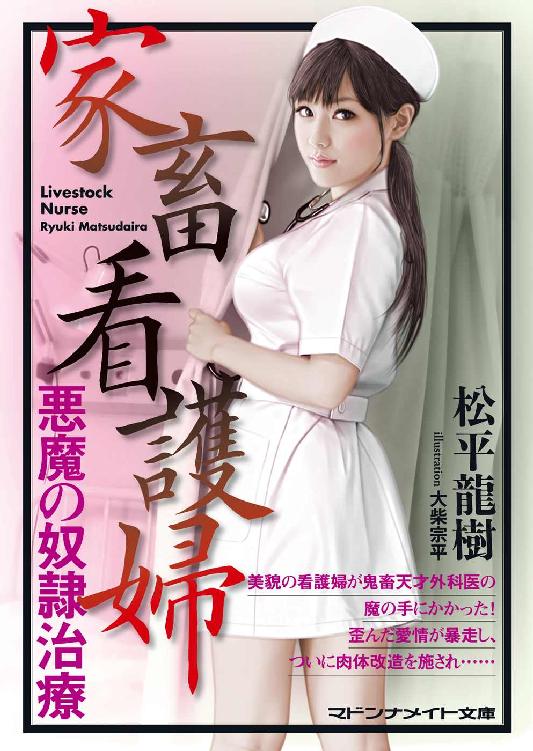 家畜看護婦
Livestock
Nurse
Ryuki Matsudaira
悪魔の奴隷治療
松平龍樹
illustration 大柴宗平
美貌の看護婦が鬼畜天才外科医の
魔の手にかかった!
歪んだ愛情が暴走し、
ついに肉体改造を施され……
マドンナメイト文庫